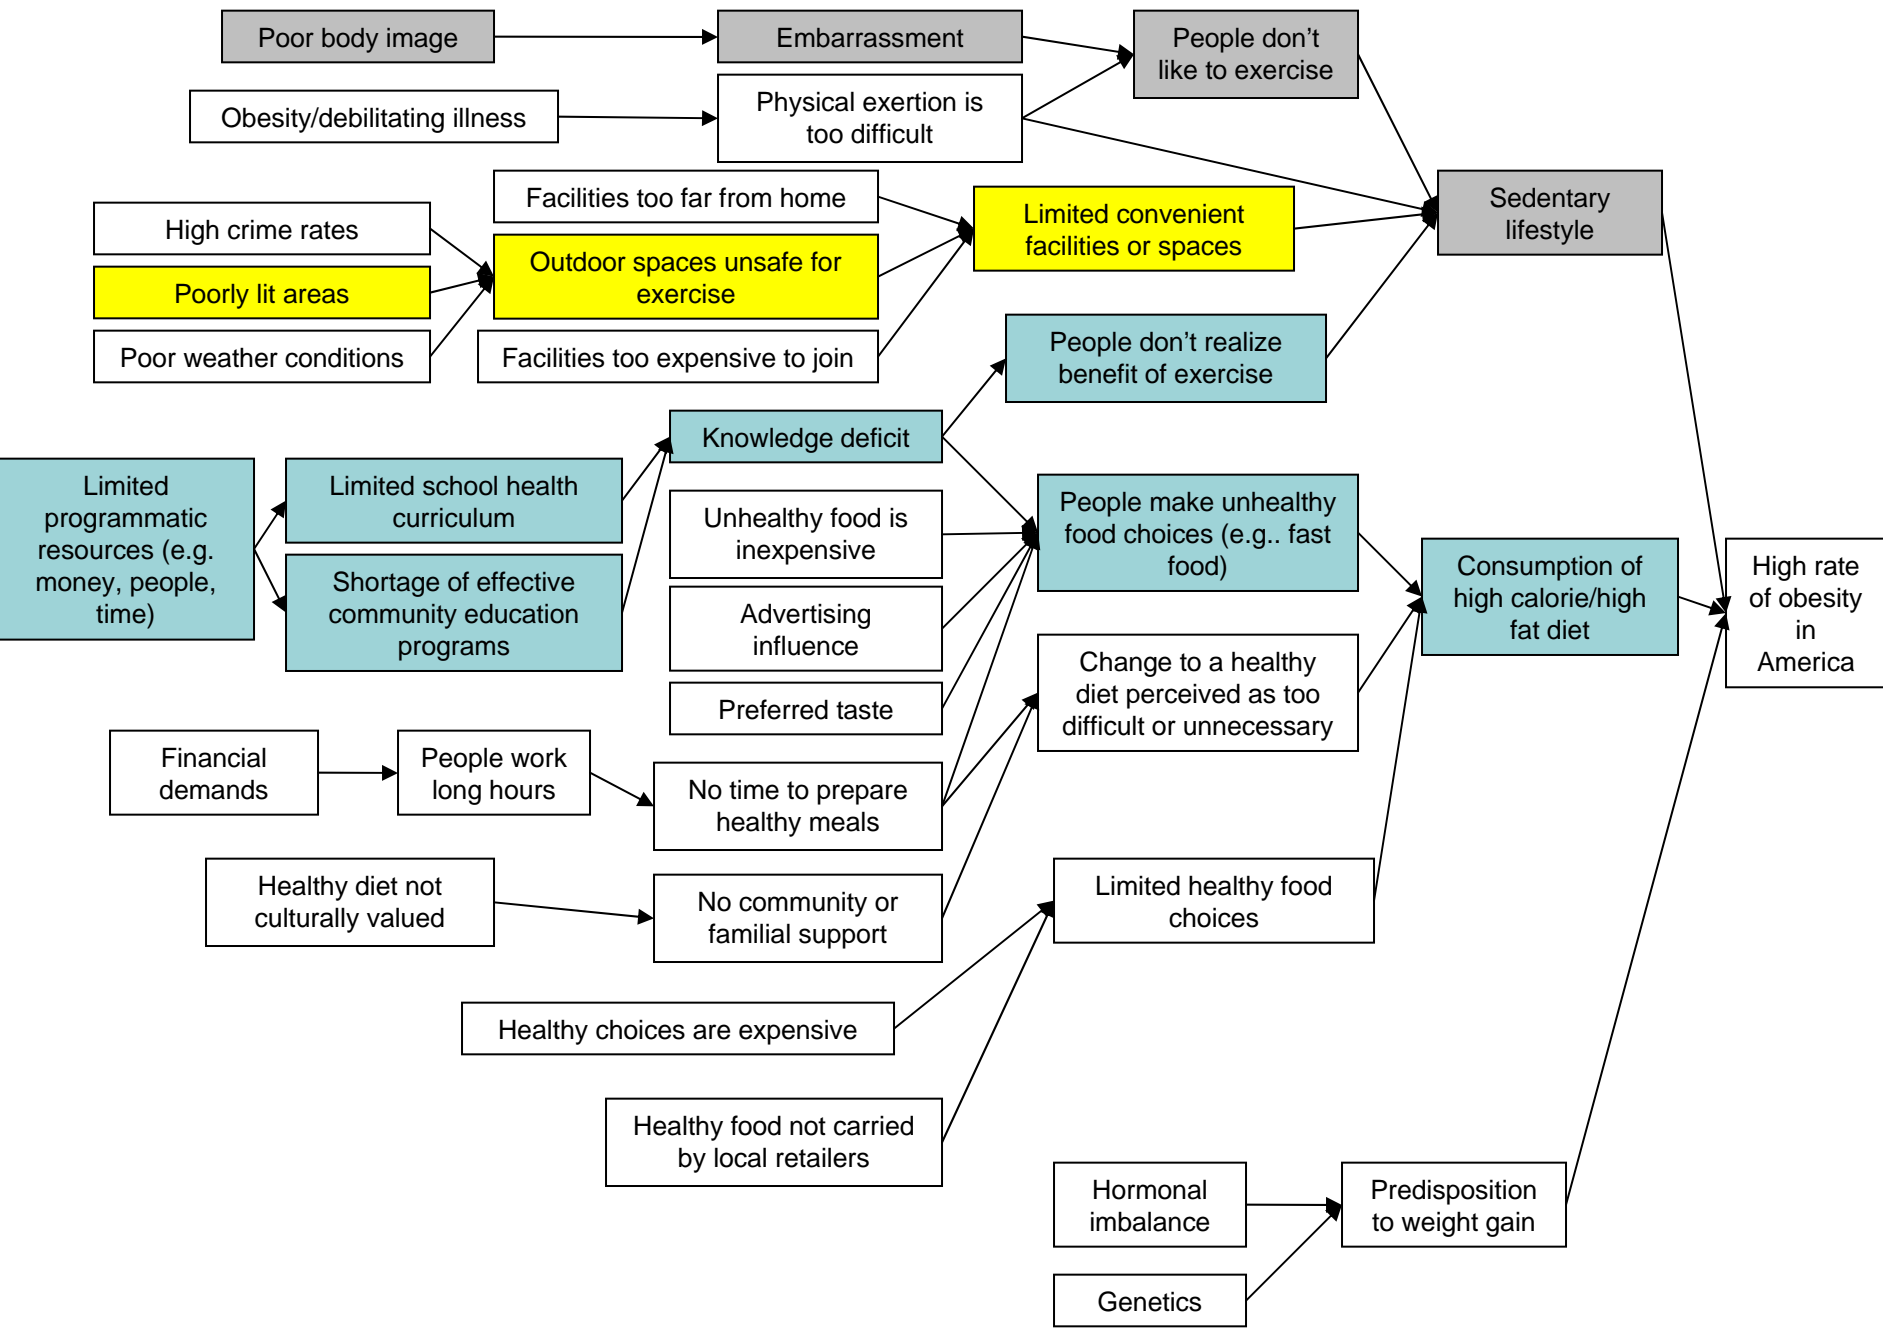 Poor body image
Embarrassment
People don't
like to exercise
Obesity/debilitating illness
Physical exertion is
too difficult
Facilities too far from home
High crime rates
Outdoor spaces unsafe for
exercise
Poorly lit areas
Poor weather conditions
Facilities too expensive to join
Limited convenient
facilities or spaces
Sedentary
lifestyle
People don't realize
benefit of exercise
Knowledge deficit
Limited
programmatic
resources (e.g.
money, people,
time)
Limited school health
curriculum
Shortage of effective
community education
programs
Unhealthy food is
inexpensive
Advertising
influence
Preferred taste
People make unhealthy
food choices (e.g.. fast
food)
Consumption of
high calorie/high
fat diet
High rate
of obesity
in
America
Change to a healthy
diet perceived as too
difficult or unnecessary
Financial
demands
People work
long hours
No time to prepare
healthy meals
Healthy diet not
culturally valued
No community or
familial support
Limited healthy food
choices
Healthy choices are expensive
Healthy food not carried
by local retailers
Hormonal
imbalance
Predisposition
to weight gain
Genetics